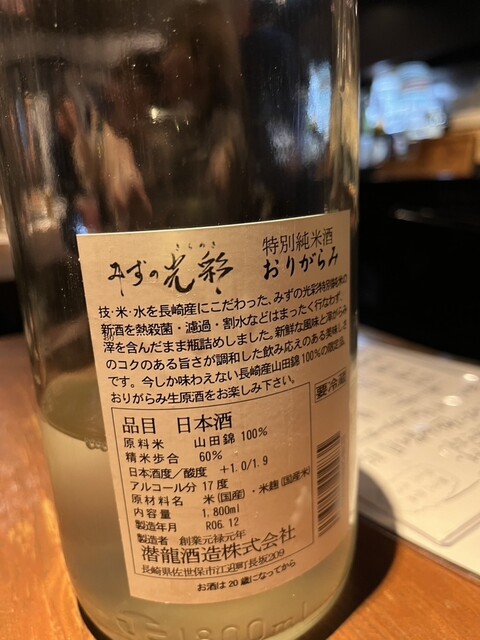 きらめき
みずの光彩
特別純米酒
おりがらみ
技・米・水を長崎産にこだわった、みずの光彩特別純米の
新酒を熱殺菌・濾過・割水などはまったく行なわず、
滓を含んだまま瓶詰めしました。新鮮な風味と滓がらみ
のコクのある旨さが調和した飲み応えのある美味しさ
です。今しか味わえない長崎産山田錦100%の限定品。
おりがらみ生原酒をお楽しみ下さい。
要冷蔵
品目 日本酒
原料米 山田錦 100%
精米歩合 60%
日本酒度/酸度 +1.0/1.9
アルコール分 17度
原材料名 米(国産)・米麹(国産米)
内容量 1,800ml
製造年月 R06.12
製造者 創業元禄元年
潜龍酒造株式会社
長崎県佐世保市江迎町長坂209
お酒は20歳になってから
1800ml